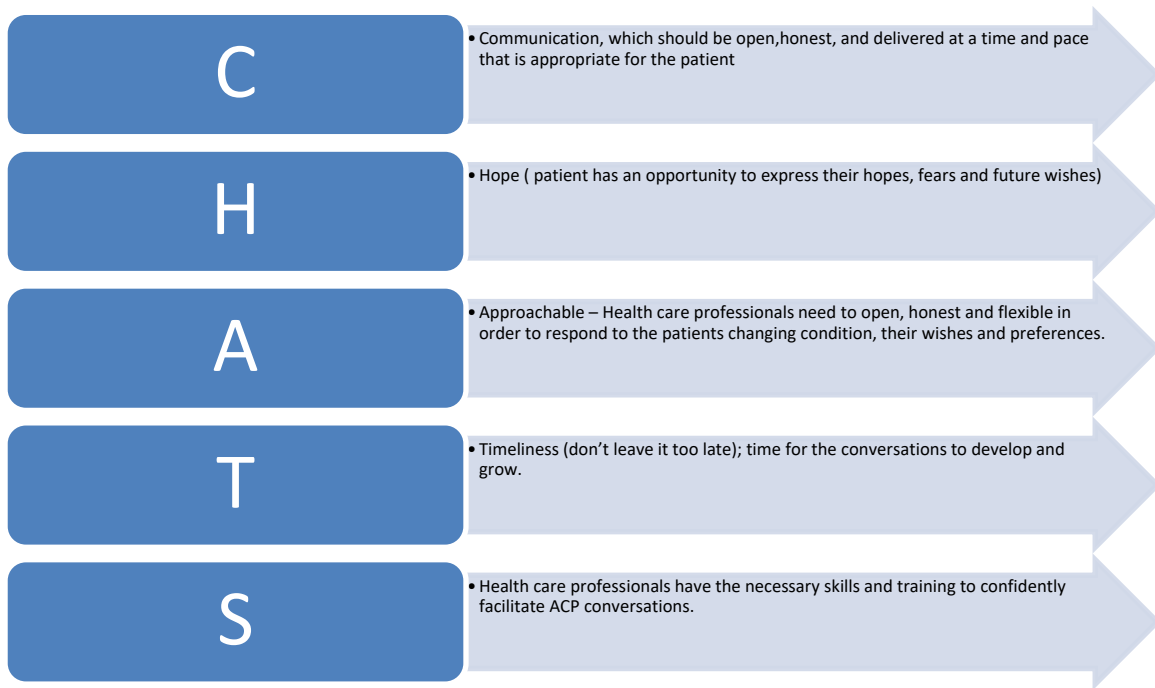 C
• Communication, which should be open,honest, and delivered at a time and pace
that is appropriate for the patient
H
• Hope ( patient has an opportunity to express their hopes, fears and future wishes)
A
• Approachable – Health care professionals need to open, honest and flexible in
order to respond to the patients changing condition, their wishes and preferences.
T
• Timeliness (don’t leave it too late); time for the conversations to develop and
grow.
S
• Health care professionals have the necessary skills and training to confidently
facilitate ACP conversations.